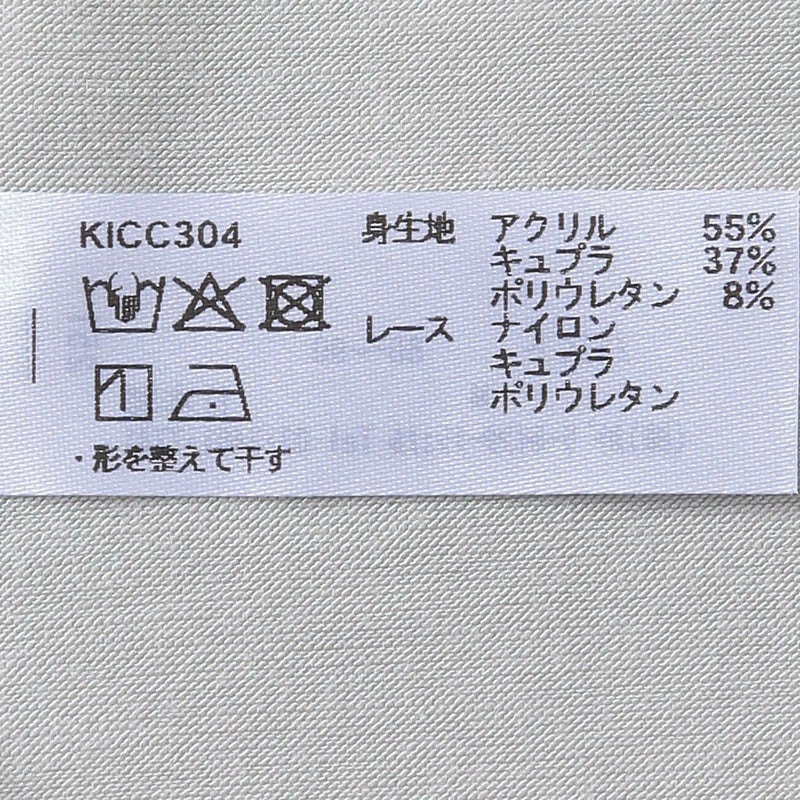 KICC304
身生地 アクリル 55%
キュプラ 37%
ポリウレタン 8%
レース ナイロン
キュプラ
ポリウレタン
・形を整えて干す